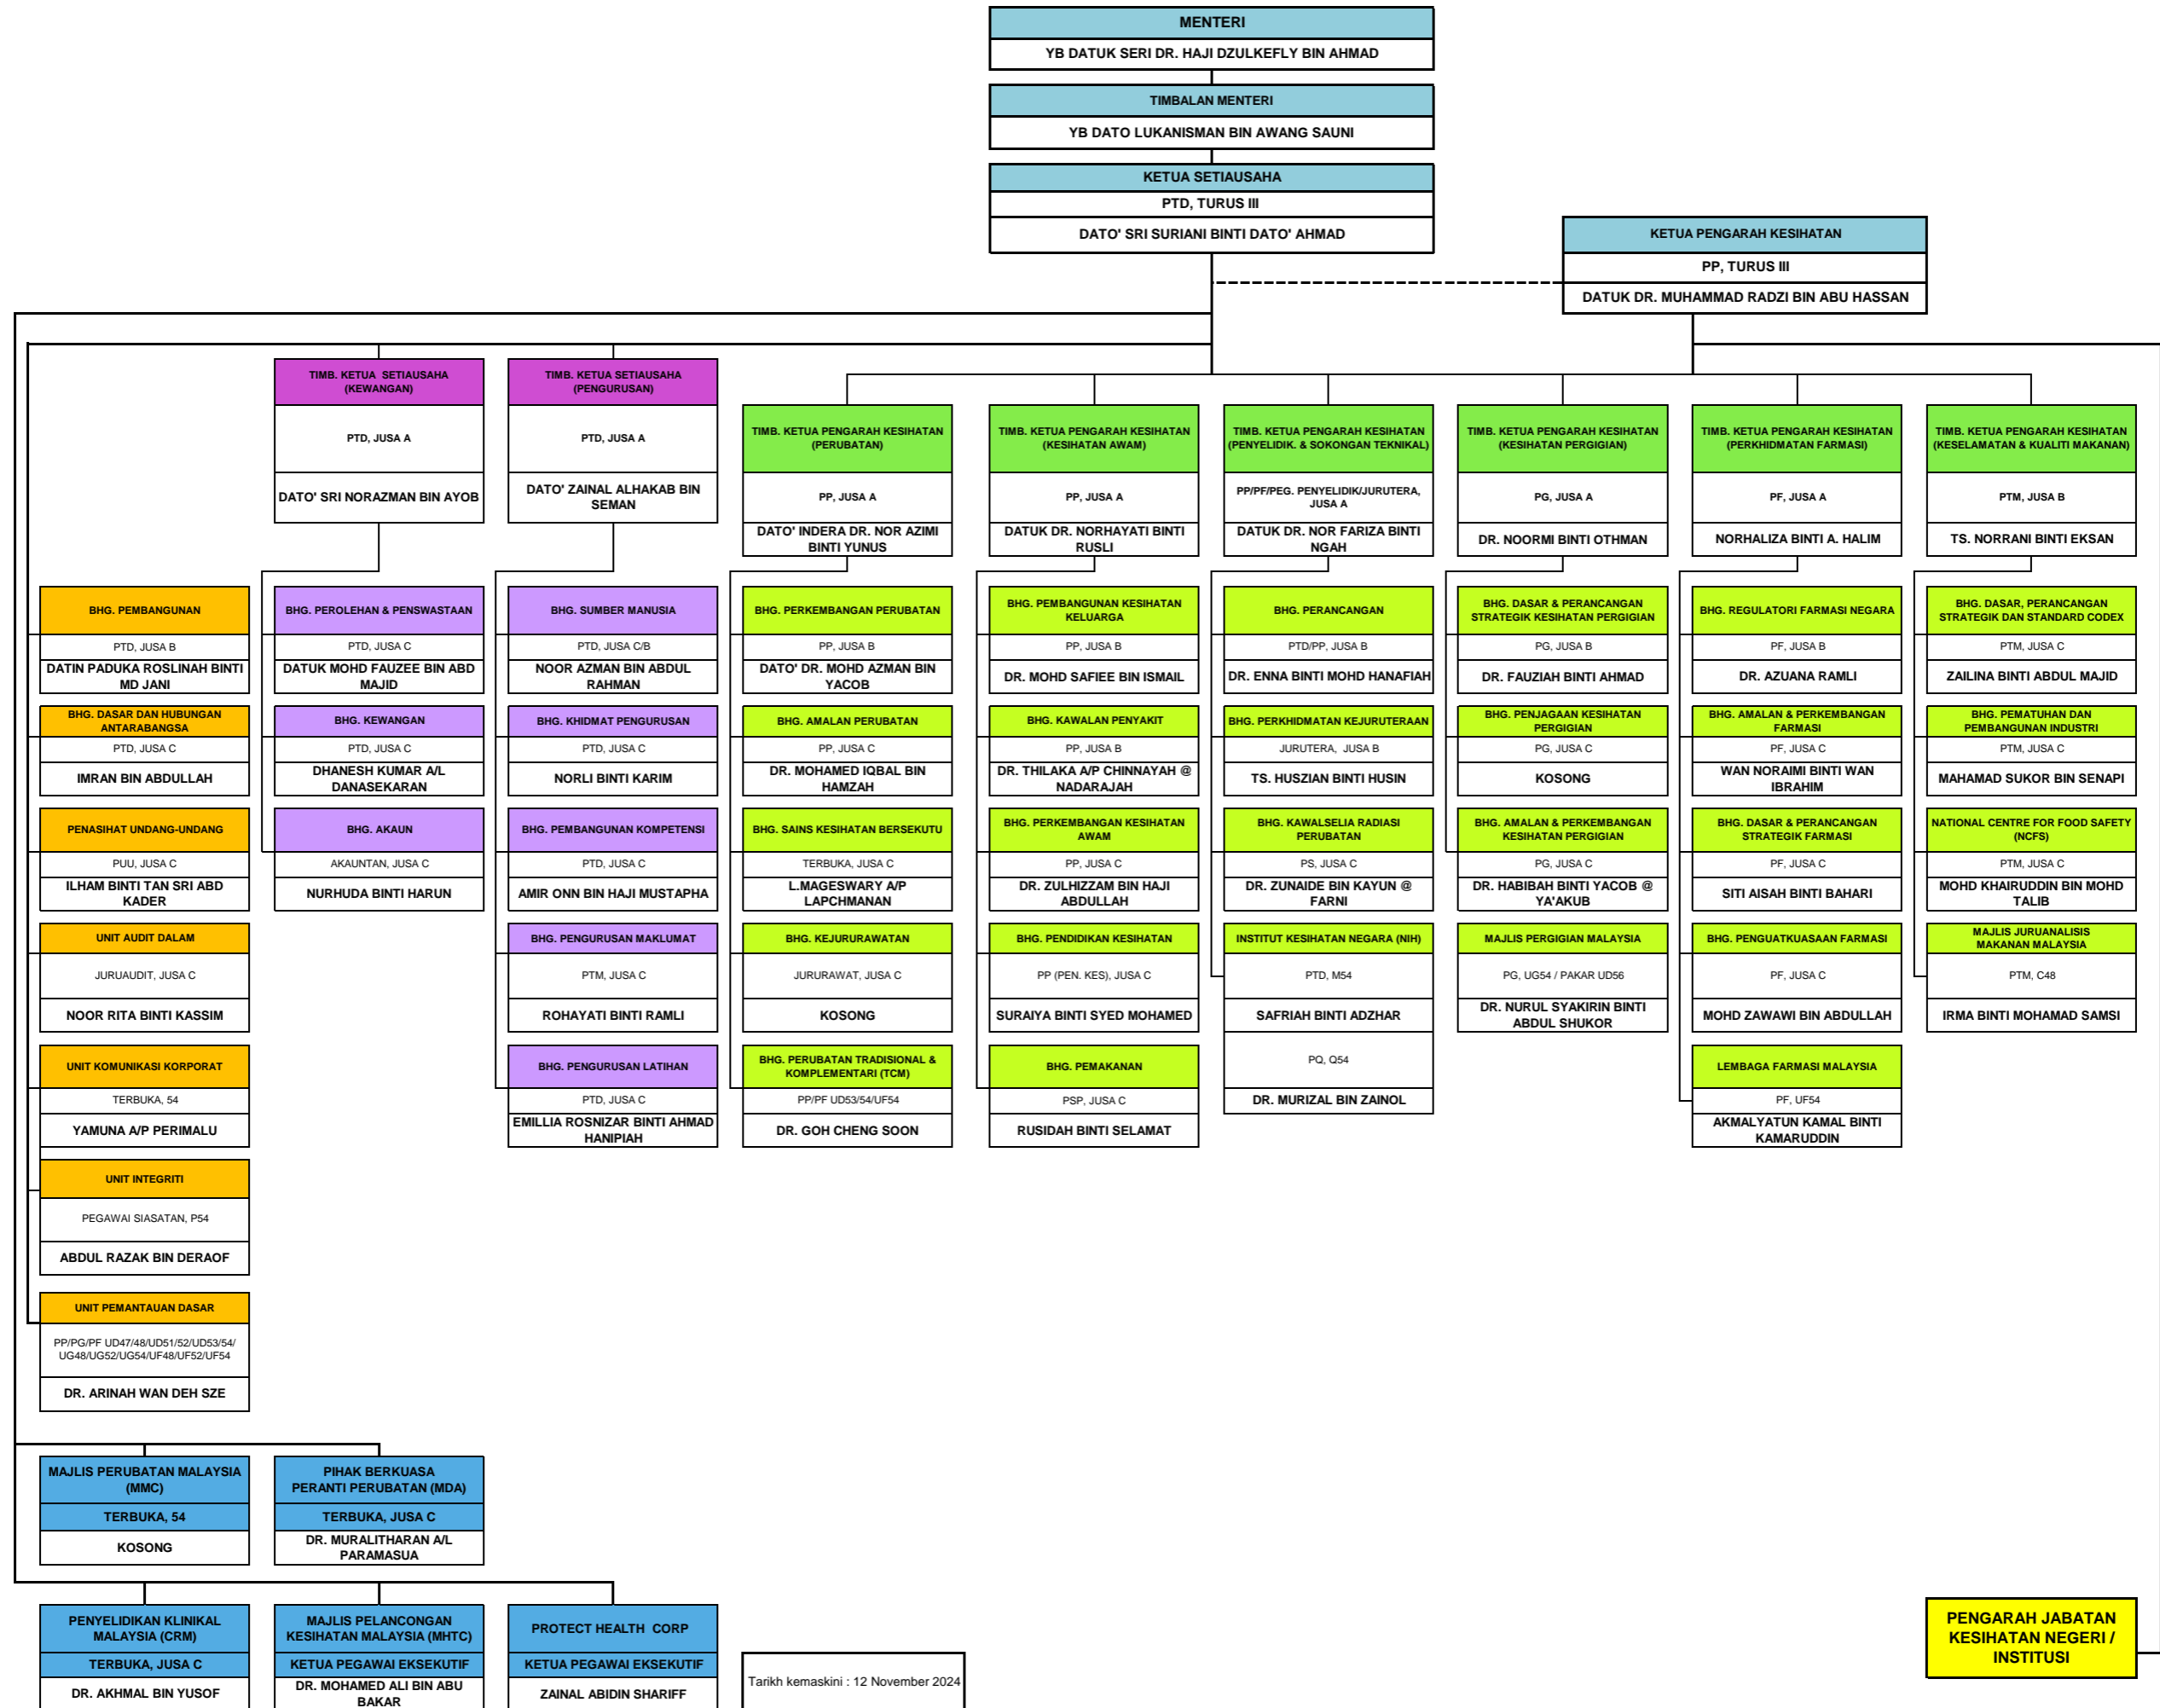 MENTERI
YB DATUK SERI DR. HAJI DZULKEFLY BIN AHMAD
TIMBALAN MENTERI
YB DATO LUKANISMAN BIN AWANG SAUNI
KETUA SETIAUSAHA
PTD, TURUS III
DATO' SRI SURIANI BINTI DATO' AHMAD
KETUA PENGARAH KESIHATAN
PP, TURUS III
DATUK DR. MUHAMMAD RADZI BIN ABU HASSAN
TIMB. KETUA SETIAUSAHA
(KEWANGAN)
PTD, JUSA A
DATO' SRI NORAZMAN BIN AYOB
TIMB. KETUA SETIAUSAHA
(PENGURUSAN)
PTD, JUSA A
DATO' ZAINAL ALHAKAB BIN
SEMAN
TIMB. KETUA PENGARAH KESIHATAN
(PERUBATAN)
PP, JUSA A
DATO' INDERA DR. NOR AZIMI
BINTI YUNUS
TIMB. KETUA PENGARAH KESIHATAN
(KESIHATAN AWAM)
PP, JUSA A
DATUK DR. NORHAYATI BINTI
RUSLI
TIMB. KETUA PENGARAH KESIHATAN
(PENYELIDIK. & SOKONGAN TEKNIKAL)
PP/PF/PEG. PENYELIDIK/JURUTERA,
JUSA A
DATUK DR. NOR FARIZA BINTI
NGAH
TIMB. KETUA PENGARAH KESIHATAN
(KESIHATAN PERGIGIAN)
PG, JUSA A
DR. NOORMI BINTI OTHMAN
TIMB. KETUA PENGARAH KESIHATAN
(PERKHIDMATAN FARMASI)
PF, JUSA A
NORHALIZA BINTI A. HALIM
TIMB. KETUA PENGARAH KESIHATAN
(KESELAMATAN & KUALITI MAKANAN)
PTM, JUSA B
TS. NORRANI BINTI EKSAN
BHG. PEMBANGUNAN
PTD, JUSA B
DATIN PADUKA ROSLINAH BINTI
MD JANI
BHG. DASAR DAN HUBUNGAN
ANTARABANGSA
PTD, JUSA C
IMRAN BIN ABDULLAH
PENASIHAT UNDANG-UNDANG
PUU, JUSA C
ILHAM BINTI TAN SRI ABD
KADER
UNIT AUDIT DALAM
JURUAUDIT, JUSA C
NOOR RITA BINTI KASSIM
UNIT KOMUNIKASI KORPORAT
TERBUKA, 54
YAMUNA A/P PERIMALU
UNIT INTEGRITI
PEGAWAI SIASATAN, P54
ABDUL RAZAK BIN DERAOF
UNIT PEMANTAUAN DASAR
PP/PG/PF UD47/48/UD51/52/UD53/54/
UG48/UG52/UG54/UF48/UF52/UF54
DR. ARINAH WAN DEH SZE
BHG. PEROLEHAN & PENSWASTAAN
PTD, JUSA C
DATUK MOHD FAUZEE BIN ABD
MAJID
BHG. KEWANGAN
PTD, JUSA C
DHANESH KUMAR A/L
DANASEKARAN
BHG. AKAUN
AKAUNTAN, JUSA C
NURHUDA BINTI HARUN
BHG. SUMBER MANUSIA
PTD, JUSA C/B
NOOR AZMAN BIN ABDUL
RAHMAN
BHG. KHIDMAT PENGURUSAN
PTD, JUSA C
NORLI BINTI KARIM
BHG. PEMBANGUNAN KOMPETENSI
PTD, JUSA C
AMIR ONN BIN HAJI MUSTAPHA
BHG. PENGURUSAN MAKLUMAT
PTM, JUSA C
ROHAYATI BINTI RAMLI
BHG. PENGURUSAN LATIHAN
PTD, JUSA C
EMILLIA ROSNIZAR BINTI AHMAD
HANIPIAH
BHG. PERKEMBANGAN PERUBATAN
PP, JUSA B
DATO' DR. MOHD AZMAN BIN
YACOB
BHG. AMALAN PERUBATAN
PP, JUSA C
DR. MOHAMED IQBAL BIN
HAMZAH
BHG. SAINS KESIHATAN BERSEKUTU
TERBUKA, JUSA C
L.MAGESWARY A/P
LAPCHMANAN
BHG. KEJURURAWATAN
JURURAWAT, JUSA C
KOSONG
BHG. PERUBATAN TRADISIONAL &
KOMPLEMENTARI (TCM)
PP/PF UD53/54/UF54
DR. GOH CHENG SOON
BHG. PEMBANGUNAN KESIHATAN
KELUARGA
PP, JUSA B
DR. MOHD SAFIEE BIN ISMAIL
BHG. KAWALAN PENYAKIT
PP, JUSA B
DR. THILAKA A/P CHINNAYAH @
NADARAJAH
BHG. PERKEMBANGAN KESIHATAN
AWAM
PP, JUSA C
DR. ZULHIZZAM BIN HAJI
ABDULLAH
BHG. PENDIDIKAN KESIHATAN
PP (PEN. KES), JUSA C
SURAIYA BINTI SYED MOHAMED
BHG. PEMAKANAN
PSP, JUSA C
RUSIDAH BINTI SELAMAT
BHG. PERANCANGAN
PTD/PP, JUSA B
DR. ENNA BINTI MOHD HANAFIAH
BHG. PERKHIDMATAN KEJURUTERAAN
JURUTERA, JUSA B
TS. HUSZIAN BINTI HUSIN
BHG. KAWALSELIA RADIASI
PERUBATAN
PS, JUSA C
DR. ZUNAIDE BIN KAYUN @
FARNI
INSTITUT KESIHATAN NEGARA (NIH)
PTD, M54
SAFRIAH BINTI ADZHAR
PQ, Q54
DR. MURIZAL BIN ZAINOL
BHG. DASAR & PERANCANGAN
STRATEGIK KESIHATAN PERGIGIAN
PG, JUSA B
DR. FAUZIAH BINTI AHMAD
BHG. PENJAGAAN KESIHATAN
PERGIGIAN
PG, JUSA C
KOSONG
BHG. AMALAN & PERKEMBANGAN
KESIHATAN PERGIGIAN
PG, JUSA C
DR. HABIBAH BINTI YACOB @
YA'AKUB
MAJLIS PERGIGIAN MALAYSIA
PG, UG54 / PAKAR UD56
DR. NURUL SYAKIRIN BINTI
ABDUL SHUKOR
BHG. REGULATORI FARMASI NEGARA
PF, JUSA B
DR. AZUANA RAMLI
BHG. AMALAN & PERKEMBANGAN
FARMASI
PF, JUSA C
WAN NORAIMI BINTI WAN
IBRAHIM
BHG. DASAR & PERANCANGAN
STRATEGIK FARMASI
PF, JUSA C
SITI AISAH BINTI BAHARI
BHG. PENGUATKUASAAN FARMASI
PF, JUSA C
MOHD ZAWAWI BIN ABDULLAH
LEMBAGA FARMASI MALAYSIA
PF, UF54
AKMALYATUN KAMAL BINTI
KAMARUDDIN
BHG. DASAR, PERANCANGAN
STRATEGIK DAN STANDARD CODEX
PTM, JUSA C
ZAILINA BINTI ABDUL MAJID
BHG. PEMATUHAN DAN
PEMBANGUNAN INDUSTRI
PTM, JUSA C
MAHAMAD SUKOR BIN SENAPI
NATIONAL CENTRE FOR FOOD SAFETY
(NCFS)
PTM, JUSA C
MOHD KHAIRUDDIN BIN MOHD
TALIB
MAJLIS JURUANALISIS
MAKANAN MALAYSIA
PTM, C48
IRMA BINTI MOHAMAD SAMSI
MAJLIS PERUBATAN MALAYSIA
(MMC)
TERBUKA, 54
KOSONG
PIHAK BERKUASA
PERANTI PERUBATAN (MDA)
TERBUKA, JUSA C
DR. MURALITHARAN A/L
PARAMASUA
PENYELIDIKAN KLINIKAL
MALAYSIA (CRM)
TERBUKA, JUSA C
DR. AKHMAL BIN YUSOF
MAJLIS PELANCONGAN
KESIHATAN MALAYSIA (MHTC)
KETUA PEGAWAI EKSEKUTIF
DR. MOHAMED ALI BIN ABU
BAKAR
PROTECT HEALTH CORP
KETUA PEGAWAI EKSEKUTIF
ZAINAL ABIDIN SHARIFF
Tarikh kemaskini : 12 November 2024
PENGARAH JABATAN
KESIHATAN NEGERI /
INSTITUSI